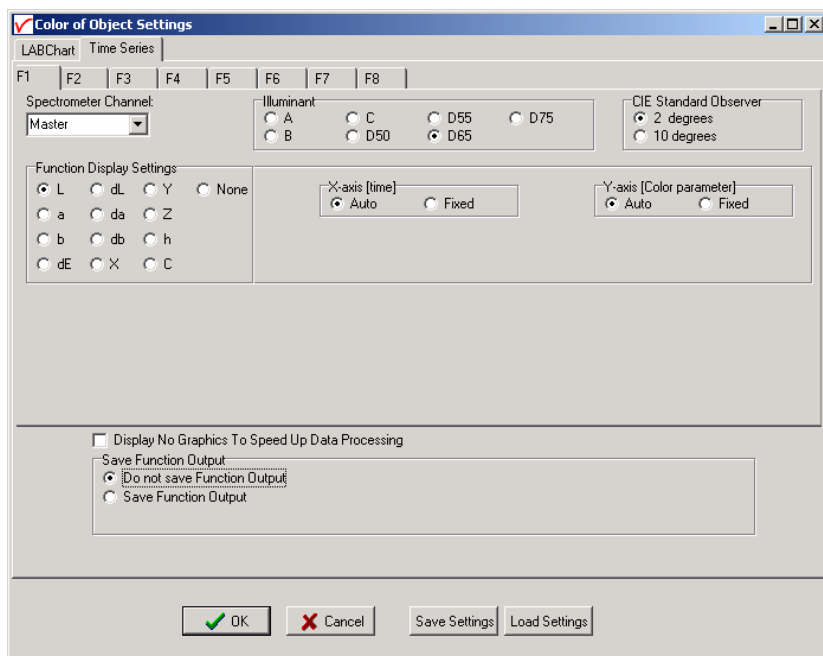 Color of Object Settings
LABChart Time Series
F1 F2 F3 F4 F5 F6 F7 F8
Spectrometer Channel:
Master
Illuminant
A C D55 D75
B D50 D65
CIE Standard Observer
2 degrees
10 degrees
Function Display Settings
L dL Y None
a da Z
b db h
dE X C
X-axis [time]
Auto Fixed
Y-axis [Color parameter]
Auto Fixed
Display No Graphics To Speed Up Data Processing
Save Function Output
Do not save Function Output
Save Function Output
OK Cancel Save Settings Load Settings